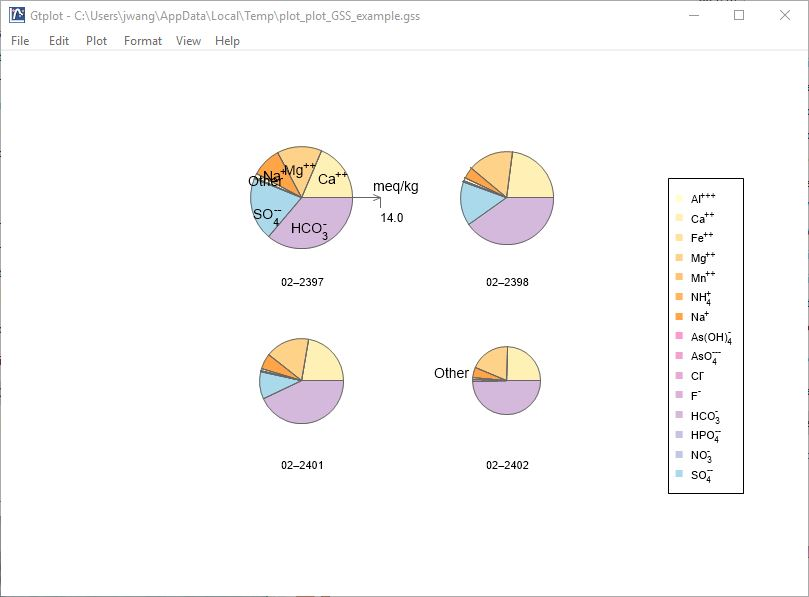 Gtplot - C:\Users\jwang\AppData\Local\Temp\plot_plot_GSS_example.gss
File Edit Plot Format View Help
Mg++
Na+
Other
Ca++
SO4--
HCO3-
meq/kg
14.0
02–2397
02–2398
Other
02–2401
02–2402
Al+++
Ca++
Fe++
Mg++
Mn++
NH4+
Na+
As(OH)4-
AsO4---
Cl-
F-
HCO3-
HPO4--
NO3-
SO4--